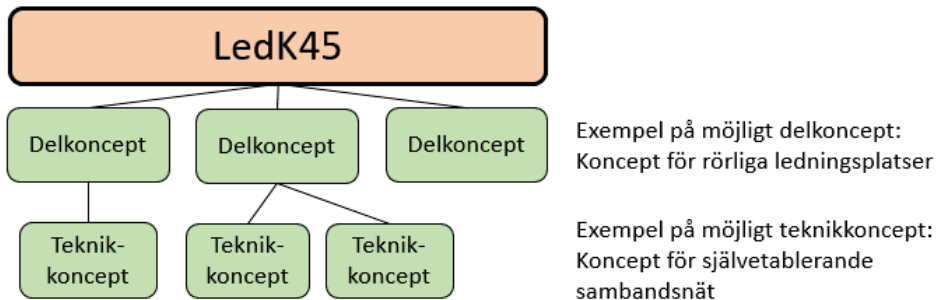 LedK45
Delkoncept
Delkoncept
Delkoncept
Exempel på möjligt delkoncept:
Koncept för rörliga ledningsplatser
Teknik-
koncept
Teknik-
koncept
Teknik-
koncept
Exempel på möjligt teknikkoncept:
Koncept för självetablerande
sambandsnät